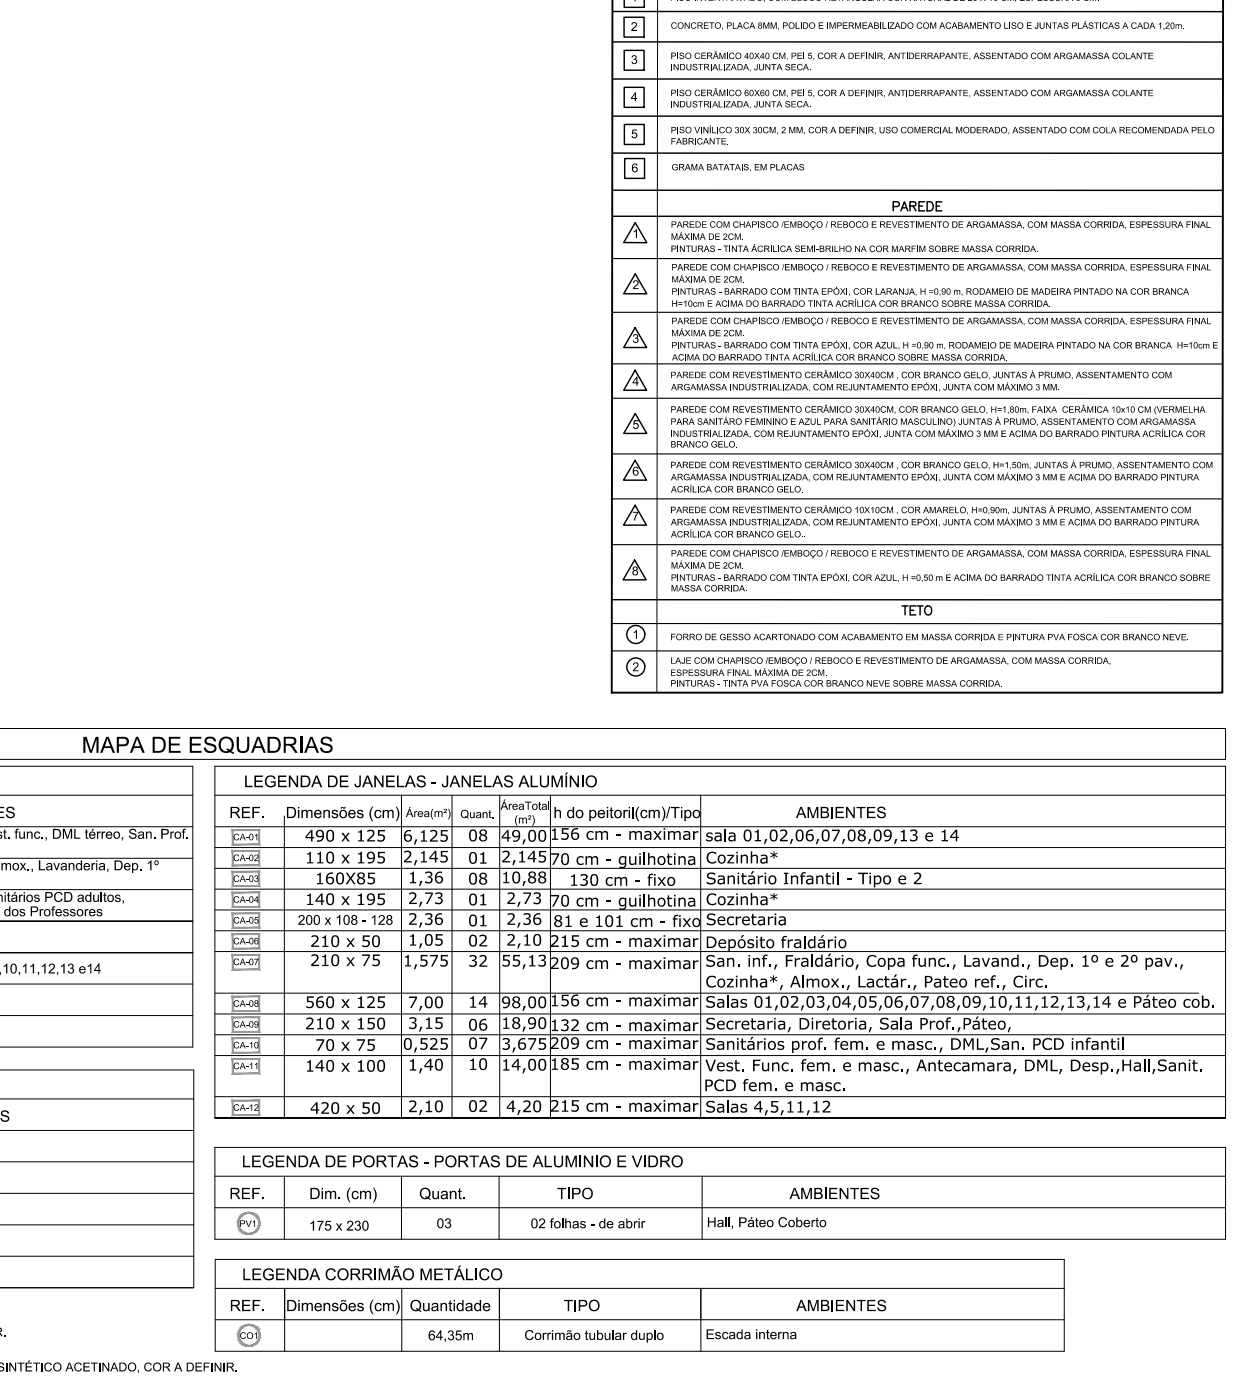 1
2 CONCRETO, PLACA 8MM, POLIDO E IMPERMEABILIZADO COM ACABAMENTO LISO E JUNTAS PLÁSTICAS A CADA 1,20m.
3 PISO CERÂMICO 40X40 CM, PEI 5, COR A DEFINIR, ANTIDERRAPANTE, ASSENTADO COM ARGAMASSA COLANTE
INDUSTRIALIZADA, JUNTA SECA.
4 PISO CERÂMICO 60X60 CM, PEI 5, COR A DEFINIR, ANTIDERRAPANTE, ASSENTADO COM ARGAMASSA COLANTE
INDUSTRIALIZADA, JUNTA SECA.
5 PISO VINÍLICO 30X 30CM, 2 MM, COR A DEFINIR, USO COMERCIAL MODERADO, ASSENTADO COM COLA RECOMENDADA PELO
FABRICANTE.
6 GRAMA BATATAIS, EM PLACAS
PAREDE
1 PAREDE COM CHAPISCO /EMBOÇO / REBOCO E REVESTIMENTO DE ARGAMASSA, COM MASSA CORRIDA, ESPESSURA FINAL
MÁXIMA DE 2CM.
PINTURAS - TINTA ÁCRILICA SEMI-BRILHO NA COR MARFIM SOBRE MASSA CORRIDA.
2 PAREDE COM CHAPISCO /EMBOÇO / REBOCO E REVESTIMENTO DE ARGAMASSA, COM MASSA CORRIDA, ESPESSURA FINAL
MÁXIMA DE 2CM.
PINTURAS - BARRADO COM TINTA EPÓXI, COR LARANJA, H =0,90 m, RODAMEIO DE MADEIRA PINTADO NA COR BRANCA
H=10cm E ACIMA DO BARRADO TINTA ACRÍLICA COR BRANCO SOBRE MASSA CORRIDA.
3 PAREDE COM CHAPISCO /EMBOÇO / REBOCO E REVESTIMENTO DE ARGAMASSA, COM MASSA CORRIDA, ESPESSURA FINAL
MÁXIMA DE 2CM.
PINTURAS - BARRADO COM TINTA EPÓXI, COR AZUL, H =0,90 m, RODAMEIO DE MADEIRA PINTADO NA COR BRANCA H=10cm E
ACIMA DO BARRADO TINTA ACRÍLICA COR BRANCO SOBRE MASSA CORRIDA.
4 PAREDE COM REVESTIMENTO CERÂMICO 30X40CM , COR BRANCO GELO, JUNTAS À PRUMO, ASSENTAMENTO COM
ARGAMASSA INDUSTRIALIZADA, COM REJUNTAMENTO EPÓXI, JUNTA COM MÁXIMO 3 MM.
5 PAREDE COM REVESTIMENTO CERÂMICO 30X40CM, COR BRANCO GELO, H=1,80m, FAIXA CERÂMICA 10x10 CM (VERMELHA
PARA SANITÁRO FEMININO E AZUL PARA SANITÁRIO MASCULINO) JUNTAS À PRUMO, ASSENTAMENTO COM ARGAMASSA
INDUSTRIALIZADA, COM REJUNTAMENTO EPÓXI, JUNTA COM MÁXIMO 3 MM E ACIMA DO BARRADO PINTURA ACRÍLICA COR
BRANCO GELO.
6 PAREDE COM REVESTIMENTO CERÂMICO 30X40CM , COR BRANCO GELO, H=1,50m, JUNTAS À PRUMO, ASSENTAMENTO COM
ARGAMASSA INDUSTRIALIZADA, COM REJUNTAMENTO EPÓXI, JUNTA COM MÁXIMO 3 MM E ACIMA DO BARRADO PINTURA
ACRÍLICA COR BRANCO GELO.
7 PAREDE COM REVESTIMENTO CERÂMICO 10X10CM , COR AMARELO, H=0,90m, JUNTAS À PRUMO, ASSENTAMENTO COM
ARGAMASSA INDUSTRIALIZADA, COM REJUNTAMENTO EPÓXI, JUNTA COM MÁXIMO 3 MM E ACIMA DO BARRADO PINTURA
ACRÍLICA COR BRANCO GELO..
8 PAREDE COM CHAPISCO /EMBOÇO / REBOCO E REVESTIMENTO DE ARGAMASSA, COM MASSA CORRIDA, ESPESSURA FINAL
MÁXIMA DE 2CM.
PINTURAS - BARRADO COM TINTA EPÓXI, COR AZUL, H =0,50 m E ACIMA DO BARRADO TINTA ACRÍLICA COR BRANCO SOBRE
MASSA CORRIDA.
TETO
1 FORRO DE GESSO ACARTONADO COM ACABAMENTO EM MASSA CORRIDA E PINTURA PVA FOSCA COR BRANCO NEVE.
2 LAJE COM CHAPISCO /EMBOÇO / REBOCO E REVESTIMENTO DE ARGAMASSA, COM MASSA CORRIDA,
ESPESSURA FINAL MÁXIMA DE 2CM.
PINTURAS - TINTA PVA FOSCA COR BRANCO NEVE SOBRE MASSA CORRIDA.
MAPA DE ESQUADRIAS
ES
st. func., DML térreo, San. Prof.
mox., Lavanderia, Dep. 1º
nitários PCD adultos,
dos Professores
,10,11,12,13 e14
S
LEGENDA DE JANELAS - JANELAS ALUMÍNIO
REF. Dimensões (cm) Área(m²) Quant. ÁreaTotal (m²) h do peitoril(cm)/Tipo AMBIENTES
CA-01 490 x 125 6,125 08 49,00 156 cm - maximar sala 01,02,06,07,08,09,13 e 14
CA-02 110 x 195 2,145 01 2,145 70 cm - guilhotina Cozinha*
CA-03 160X85 1,36 08 10,88 130 cm - fixo Sanitário Infantil - Tipo e 2
CA-04 140 x 195 2,73 01 2,73 70 cm - guilhotina Cozinha*
CA-05 200 x 108 - 128 2,36 01 2,36 81 e 101 cm - fixo Secretaria
CA-06 210 x 50 1,05 02 2,10 215 cm - maximar Depósito fraldário
CA-07 210 x 75 1,575 32 55,13 209 cm - maximar San. inf., Fraldário, Copa func., Lavand., Dep. 1º e 2º pav.,
Cozinha*, Almox., Lactár., Pateo ref., Circ.
CA-08 560 x 125 7,00 14 98,00 156 cm - maximar Salas 01,02,03,04,05,06,07,08,09,10,11,12,13,14 e Páteo cob.
CA-09 210 x 150 3,15 06 18,90 132 cm - maximar Secretaria, Diretoria, Sala Prof.,Páteo,
CA-10 70 x 75 0,525 07 3,675 209 cm - maximar Sanitários prof. fem. e masc., DML,San. PCD infantil
CA-11 140 x 100 1,40 10 14,00 185 cm - maximar Vest. Func. fem. e masc., Antecamara, DML, Desp.,Hall,Sanit.
PCD fem. e masc.
CA-12 420 x 50 2,10 02 4,20 215 cm - maximar Salas 4,5,11,12
LEGENDA DE PORTAS - PORTAS DE ALUMINIO E VIDRO
REF. Dim. (cm) Quant. TIPO AMBIENTES
PV1 175 x 230 03 02 folhas - de abrir Hall, Páteo Coberto
LEGENDA CORRIMÃO METÁLICO
REF. Dimensões (cm) Quantidade TIPO AMBIENTES
CO1 64,35m Corrimão tubular duplo Escada interna
R.
SINTÉTICO ACETINADO, COR A DEFINIR.